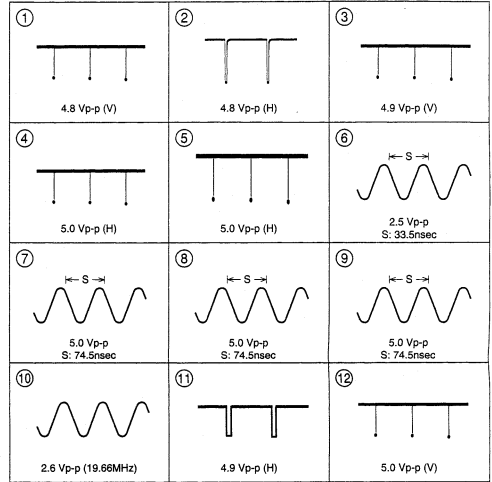 ① ② ③
4.8 Vp-p (V) 4.8 Vp-p (H) 4.9 Vp-p (V)
④ ⑤ ⑥
S
5.0 Vp-p (H) 5.0 Vp-p (H) 2.5 Vp-p
S: 33.5nsec
⑦ ⑧ ⑨
S S S
5.0 Vp-p 5.0 Vp-p 5.0 Vp-p
S: 74.5nsec S: 74.5nsec S: 74.5nsec
⑩ ⑪ ⑫
2.6 Vp-p (19.66MHz) 4.9 Vp-p (H) 5.0 Vp-p (V)